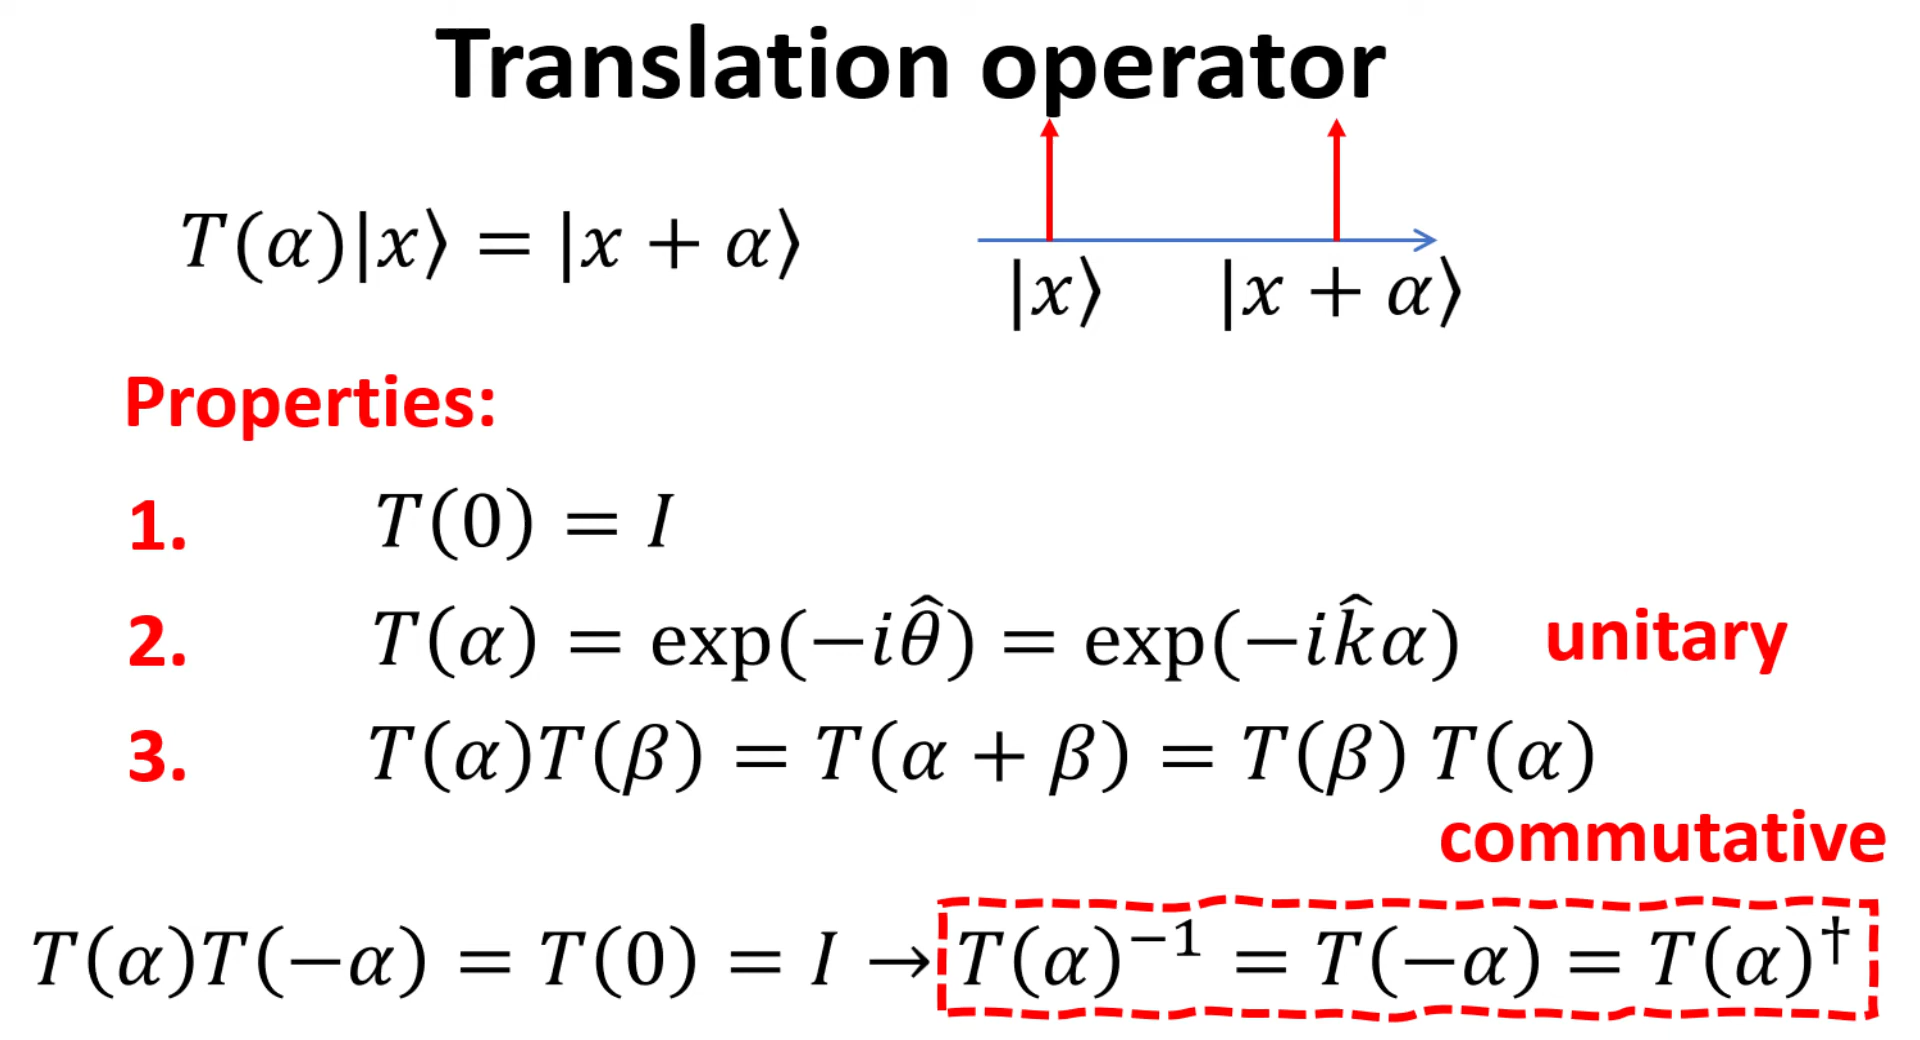 Translation operator
T(α)|x⟩ = |x + α⟩
|x⟩ |x + α⟩
Properties:
1. T(0) = I
2. T(α) = exp(−iθ̂) = exp(−ik̂α) unitary
3. T(α)T(β) = T(α + β) = T(β) T(α)
commutative
T(α)T(−α) = T(0) = I → T(α)⁻¹ = T(−α) = T(α)†